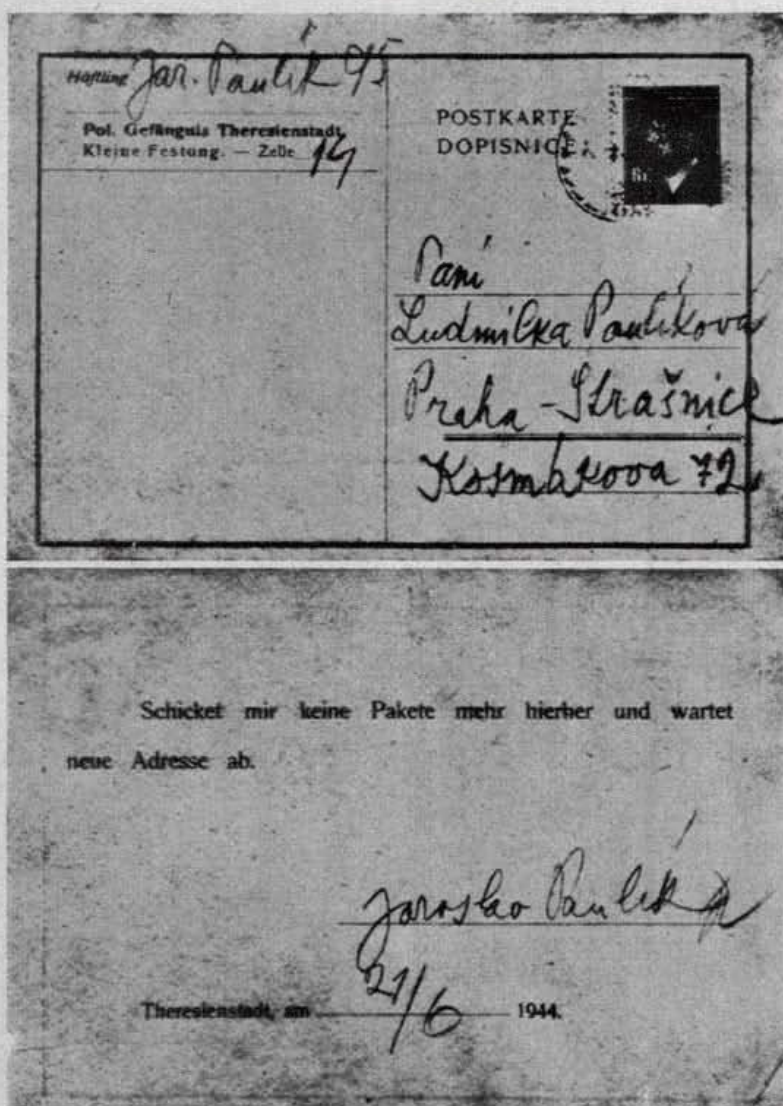 Häftling Jar. Paulík
Pol. Gefängnis Theresienstadt
Kleine Festung. — Zelle 14
POSTKARTE
DOPISNICE
Paní
Ludmilka Paulíková
Praha - Strašnice
Kosmákova 72
Schicket mir keine Pakete mehr hierher und wartet
neue Adresse ab.
Jaroslav Paulík
Theresienstadt, am 21/6 1944.